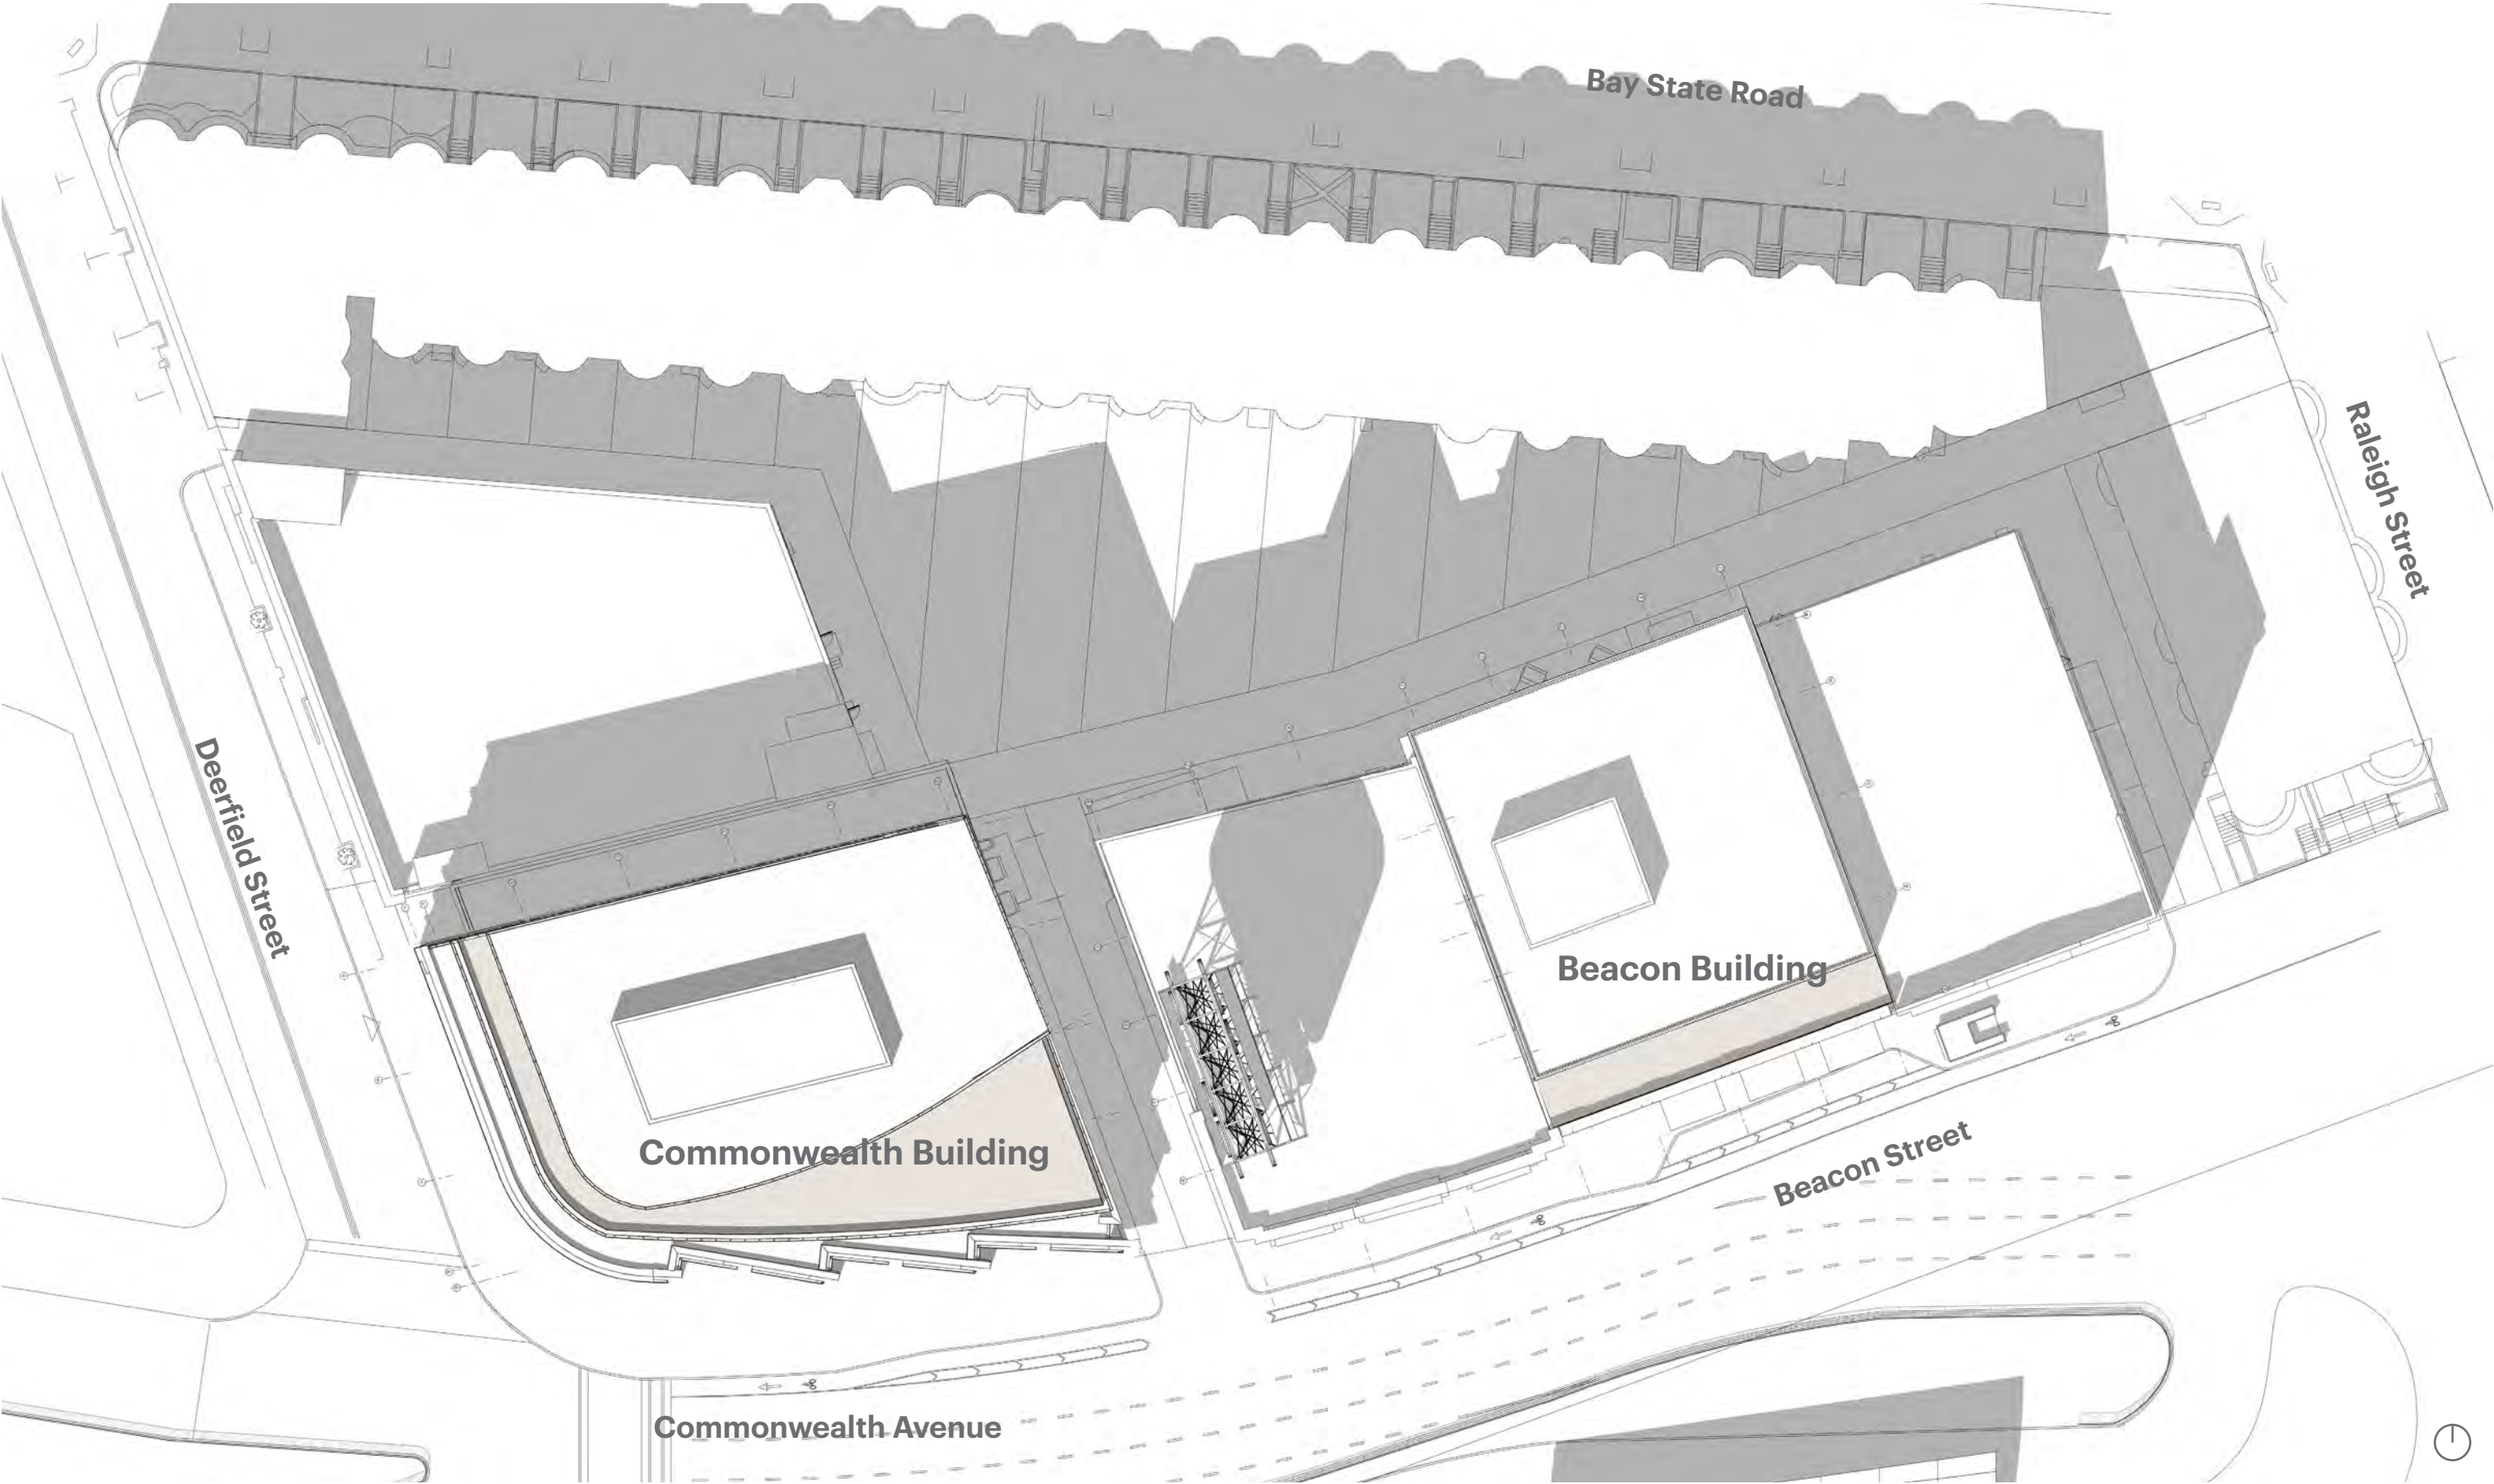 Bay State Road
Raleigh Street
Deerfield Street
Beacon Building
Commonwealth Building
Beacon Street
Commonwealth Avenue